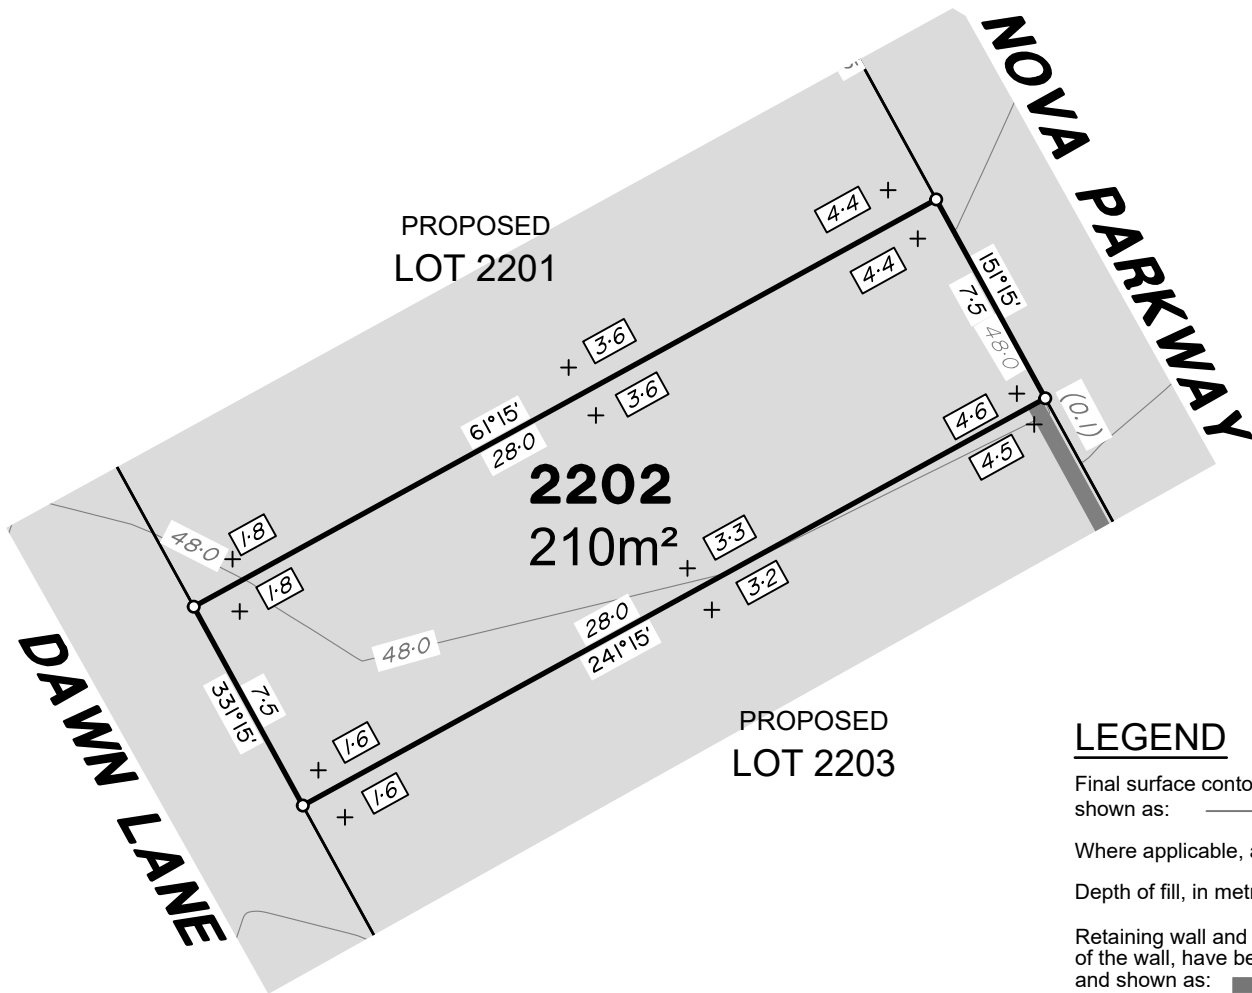 NOVA PARKWAY
PROPOSED
LOT 2201
4·4
4·4
151°15'
7·5
48·0
3·6
3·6
61°15'
28·0
4·6
(0.1)
4·5
2202
210m²
48·0
1·8
1·8
3·3
3·2
28·0
241°15'
48·0
DAWN LANE
7·5
331°15'
1·6
1·6
PROPOSED
LOT 2203
LEGEND
Final surface conto
shown as:
Where applicable, a
Depth of fill, in metr
Retaining wall and
of the wall, have be
and shown as: